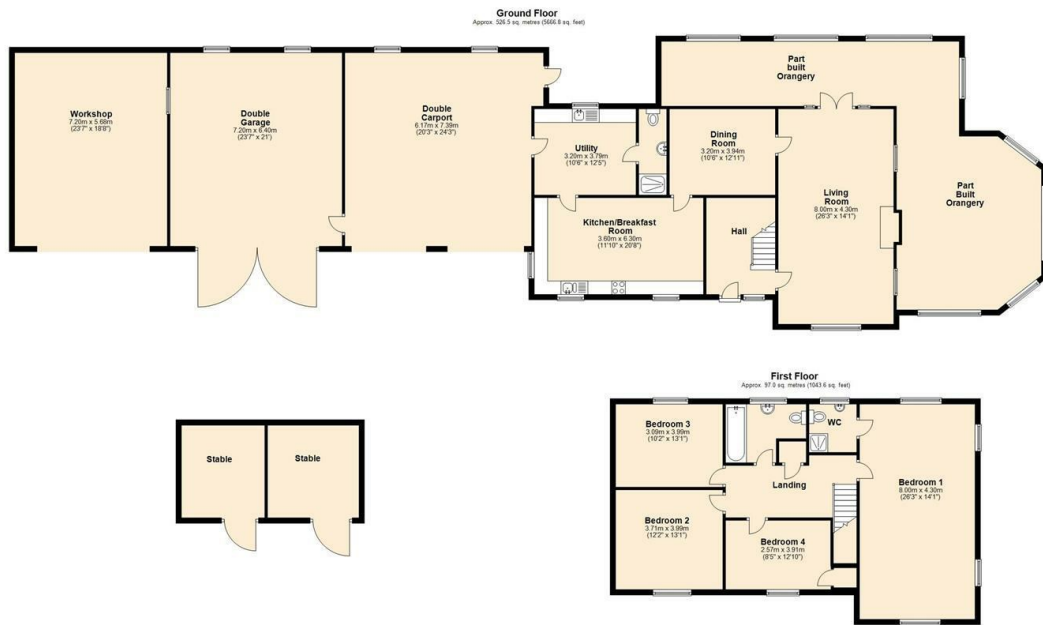 Ground Floor
Approx. 526.5 sq. metres (5666.8 sq. feet)
Workshop
7.20m x 5.68m
(23'7" x 18'8")
Double
Garage
7.20m x 6.40m
(23'7" x 21')
Double
Carport
6.17m x 7.39m
(20'3" x 24'3")
Utility
3.20m x 3.79m
(10'6" x 12'5")
Dining
Room
3.20m x 3.94m
(10'6" x 12'11")
Part
built
Orangery
Kitchen/Breakfast
Room
3.60m x 6.30m
(11'10" x 20'8")
Hall
Living
Room
8.00m x 4.30m
(26'3" x 14'1")
Part
Built
Orangery
First Floor
Approx. 97.0 sq. metres (1043.6 sq. feet)
Stable
Stable
Bedroom 3
3.09m x 3.99m
(10'2" x 13'1")
WC
Landing
Bedroom 1
8.00m x 4.30m
(26'3" x 14'1")
Bedroom 2
3.71m x 3.99m
(12'2" x 13'1")
Bedroom 4
2.57m x 3.91m
(8'5" x 12'10")